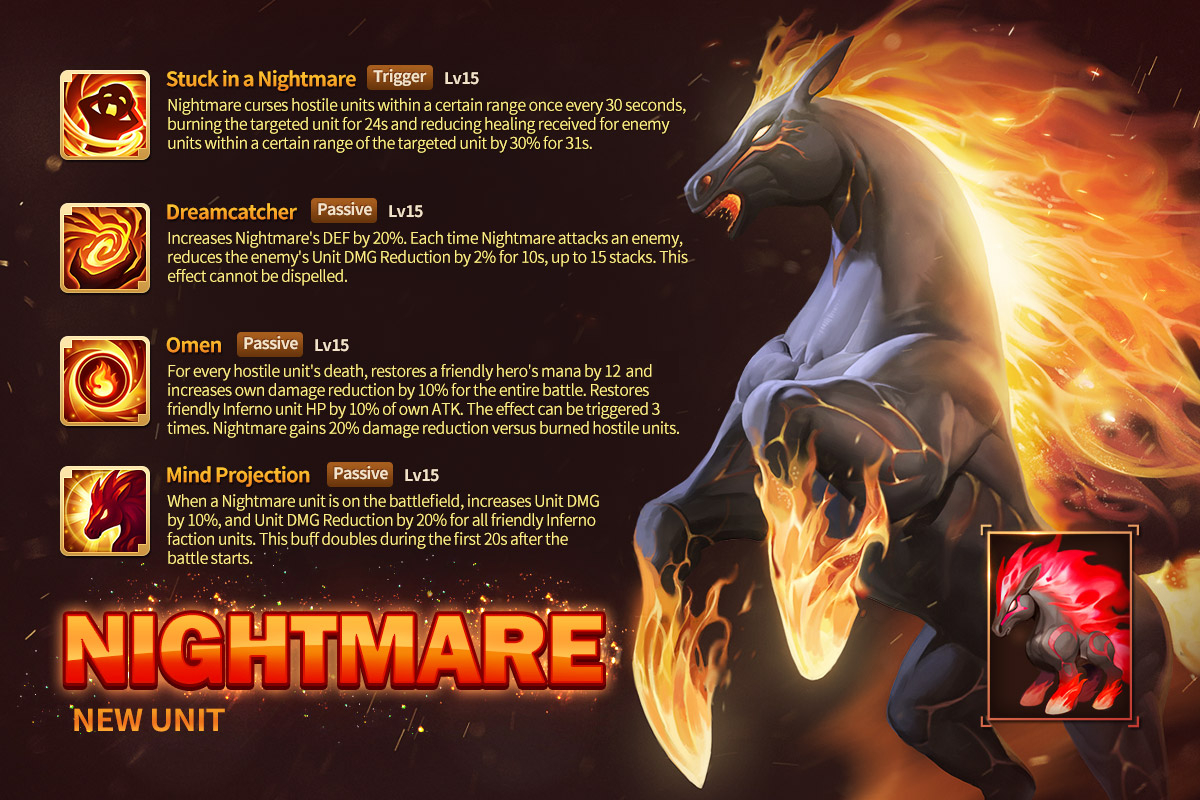 Stuck in a Nightmare Trigger Lv15
Nightmare curses hostile units within a certain range once every 30 seconds,
burning the targeted unit for 24s and reducing healing received for enemy
units within a certain range of the targeted unit by 30% for 31s.
Dreamcatcher Passive Lv15
Increases Nightmare's DEF by 20%. Each time Nightmare attacks an enemy,
reduces the enemy's Unit DMG Reduction by 2% for 10s, up to 15 stacks. This
effect cannot be dispelled.
Omen Passive Lv15
For every hostile unit's death, restores a friendly hero's mana by 12 and
increases own damage reduction by 10% for the entire battle. Restores
friendly Inferno unit HP by 10% of own ATK. The effect can be triggered 3
times. Nightmare gains 20% damage reduction versus burned hostile units.
Mind Projection Passive Lv15
When a Nightmare unit is on the battlefield, increases Unit DMG
by 10%, and Unit DMG Reduction by 20% for all friendly Inferno
faction units. This buff doubles during the first 20s after the
battle starts.
NIGHTMARE
NEW UNIT